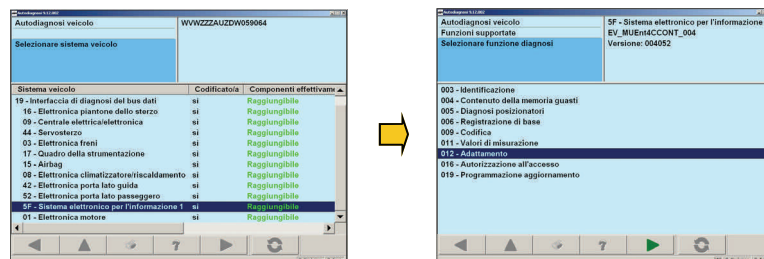 Autodiagnosi veicolo
WVWZZZAUZDW059064
Selezionare sistema veicolo
Sistema veicolo Codificato/a Componenti effettivame
19 - Interfaccia di diagnosi del bus dati si Raggiungibile
16 - Elettronica piantone dello sterzo si Raggiungibile
09 - Centrale elettrica/elettronica si Raggiungibile
44 - Servosterzo si Raggiungibile
03 - Elettronica freni si Raggiungibile
17 - Quadro della strumentazione si Raggiungibile
15 - Airbag si Raggiungibile
08 - Elettronica climatizzatore/riscaldamento si Raggiungibile
42 - Elettronica porta lato guida si Raggiungibile
52 - Elettronica porta lato passeggero si Raggiungibile
5F - Sistema elettronico per l'informazione 1 si Raggiungibile
01 - Elettronica motore si Raggiungibile
Autodiagnosi veicolo
Funzioni supportate
Selezionare funzione diagnosi
5F - Sistema elettronico per l'informazione
EV_MUEnt4CCONT_004
Versione: 004052
003 - Identificazione
004 - Contenuto della memoria guasti
005 - Diagnosi posizionatori
006 - Registrazione di base
009 - Codifica
011 - Valori di misurazione
012 - Adattamento
016 - Autorizzazione all'accesso
019 - Programmazione aggiornamento